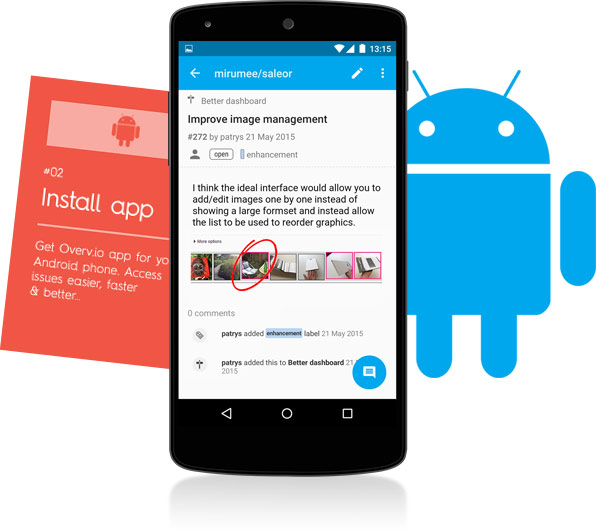 #02
Install app
Get Overv.io app for yo
Android phone. Access
issues easier, faster
& better..
13:15
mirumee/saleor
Better dashboard
Improve image management
#272 by patrys 21 May 2015
open enhancement
I think the ideal interface would allow you to
add/edit images one by one instead of
showing a large formset and instead allow
the list to be used to reorder graphics.
More options
0 comments
patrys added enhancement label 21 May 2015
patrys added this to Better dashboard 21
2015